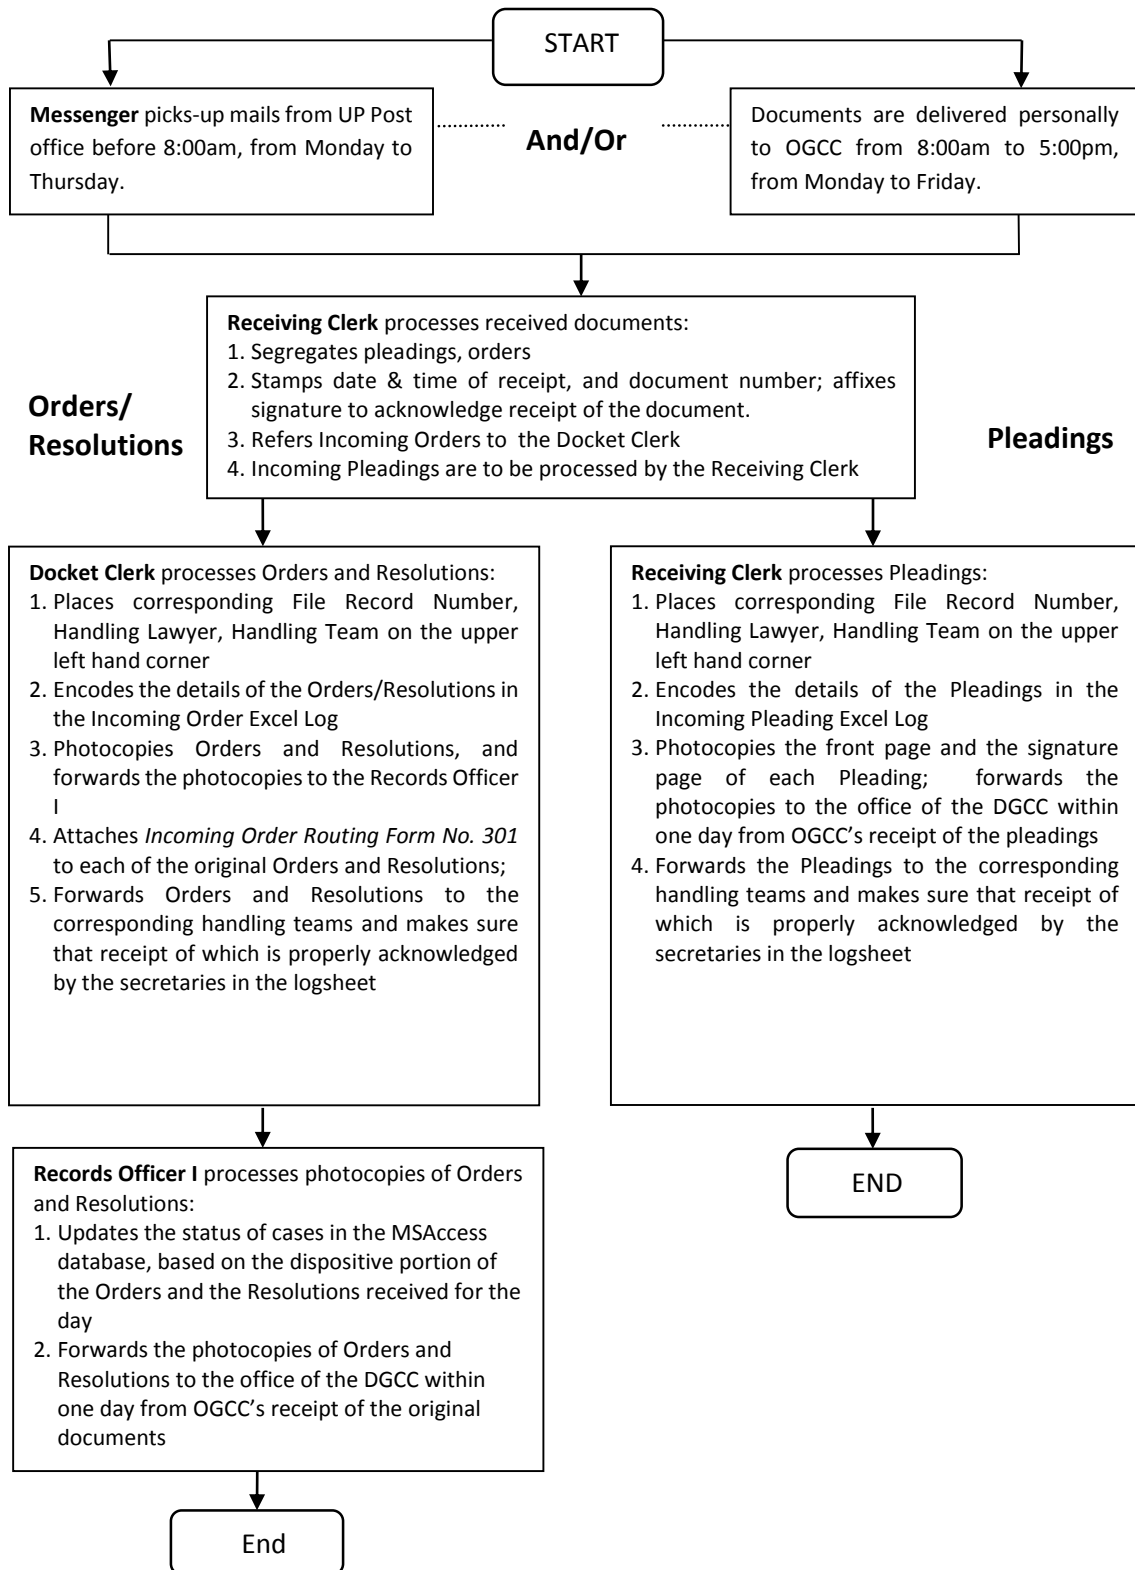 START
Messenger picks-up mails from UP Post
office before 8:00am, from Monday to
Thursday.
And/Or
Documents are delivered personally
to OGCC from 8:00am to 5:00pm,
from Monday to Friday.
Receiving Clerk processes received documents:
1. Segregates pleadings, orders
2. Stamps date & time of receipt, and document number; affixes
signature to acknowledge receipt of the document.
3. Refers Incoming Orders to the Docket Clerk
4. Incoming Pleadings are to be processed by the Receiving Clerk
Orders/
Resolutions
Pleadings
Docket Clerk processes Orders and Resolutions:
1. Places corresponding File Record Number,
Handling Lawyer, Handling Team on the upper
left hand corner
2. Encodes the details of the Orders/Resolutions in
the Incoming Order Excel Log
3. Photocopies Orders and Resolutions, and
forwards the photocopies to the Records Officer
I
4. Attaches Incoming Order Routing Form No. 301
to each of the original Orders and Resolutions;
5. Forwards Orders and Resolutions to the
corresponding handling teams and makes sure
that receipt of which is properly acknowledged
by the secretaries in the logsheet
Receiving Clerk processes Pleadings:
1. Places corresponding File Record Number,
Handling Lawyer, Handling Team on the upper
left hand corner
2. Encodes the details of the Pleadings in the
Incoming Pleading Excel Log
3. Photocopies the front page and the signature
page of each Pleading; forwards the
photocopies to the office of the DGCC within
one day from OGCC’s receipt of the pleadings
4. Forwards the Pleadings to the corresponding
handling teams and makes sure that receipt of
which is properly acknowledged by the
secretaries in the logsheet
Records Officer I processes photocopies of Orders
and Resolutions:
1. Updates the status of cases in the MSAccess
database, based on the dispositive portion of
the Orders and the Resolutions received for the
day
2. Forwards the photocopies of Orders and
Resolutions to the office of the DGCC within
one day from OGCC’s receipt of the original
documents
END
End